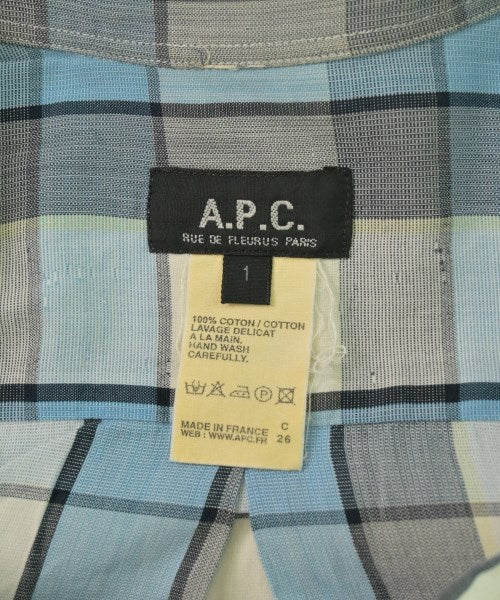 A.P.C.
RUE DE FLEURUS PARIS
1
100% COTON / COTTON
LAVAGE DELICAT
A LA MAIN.
HAND WASH
CAREFULLY.
MADE IN FRANCE C
WEB : WWW.APC.FR 26